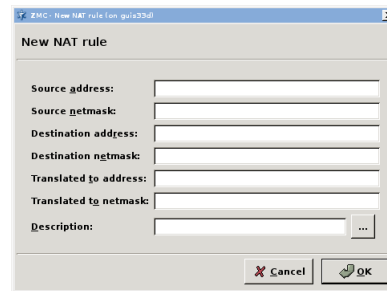 ZMC - New NAT rule (on guis33d)
New NAT rule
Source address:
Source netmask:
Destination address:
Destination netmask:
Translated to address:
Translated to netmask:
Description:
...
Cancel
OK